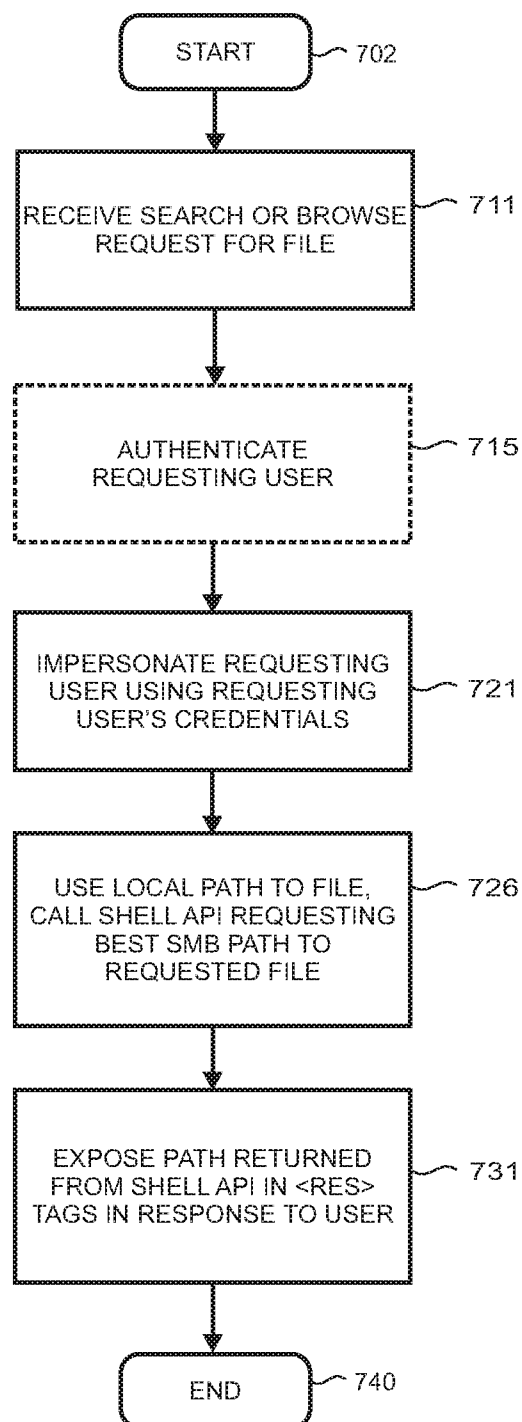 START
702
RECEIVE SEARCH OR BROWSE
REQUEST FOR FILE
711
AUTHENTICATE
REQUESTING USER
715
IMPERSONATE REQUESTING
USER USING REQUESTING
USER'S CREDENTIALS
721
USE LOCAL PATH TO FILE,
CALL SHELL API REQUESTING
BEST SMB PATH TO
REQUESTED FILE
726
EXPOSE PATH RETURNED
FROM SHELL API IN <RES>
TAGS IN RESPONSE TO USER
731
END
740